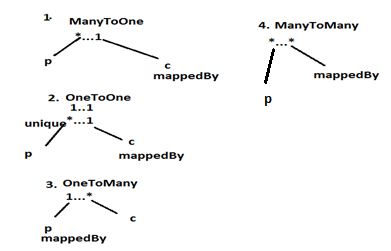 1. ManyToOne
*...1
p
c
mappedBy
2. OneToOne
1..1
unique *...1
p
c
mappedBy
3. OneToMany
1...*
p
c
mappedBy
4. ManyToMany
*...*
mappedBy
p